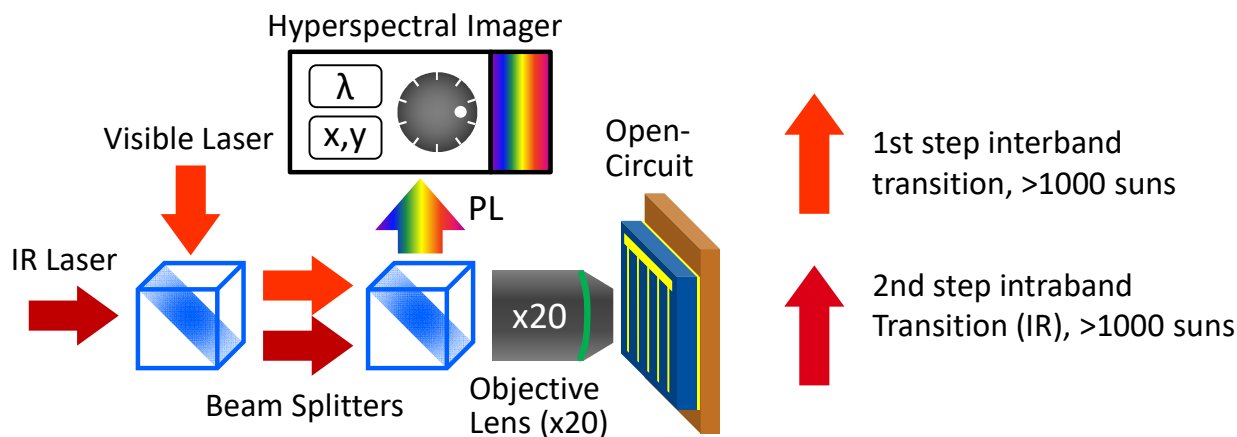 Hyperspectral Imager
λ
x,y
Visible Laser
PL
Open-
Circuit
IR Laser
x20
Beam Splitters
Objective
Lens (x20)
1st step interband
transition, >1000 suns
2nd step intraband
Transition (IR), >1000 suns